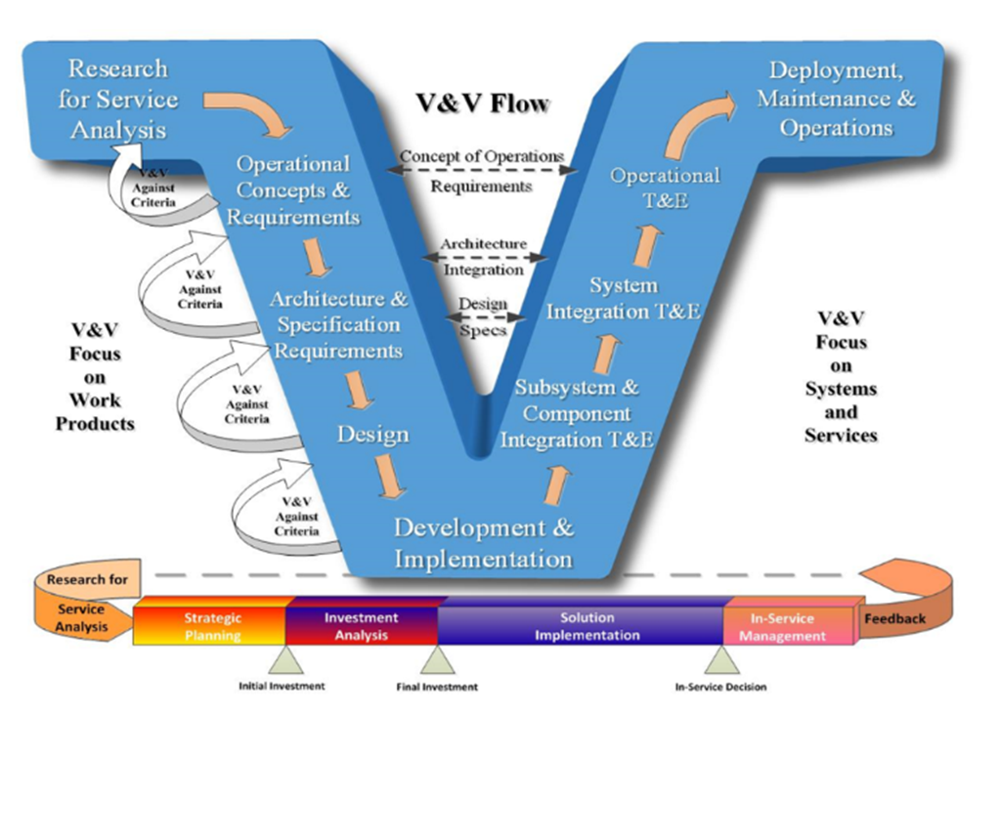 Research
for Service
Analysis
V&V Flow
Deployment,
Maintenance &
Operations
Operational
Concepts &
Requirements
V&V
Against
Criteria
Concept of Operations
Requirements
Operational
T&E
Architecture
Integration
V&V
Against
Criteria
Architecture &
Specification
Requirements
Design
Specs
System
Integration T&E
V&V
Focus
on
Work
Products
V&V
Focus
on
Systems
and
Services
V&V
Against
Criteria
Design
Subsystem &
Component
Integration T&E
V&V
Against
Criteria
Development &
Implementation
Research for
Service
Analysis
Strategic
Planning
Investment
Analysis
Solution
Implementation
In-Service
Management
Feedback
Initial Investment
Final Investment
In-Service Decision